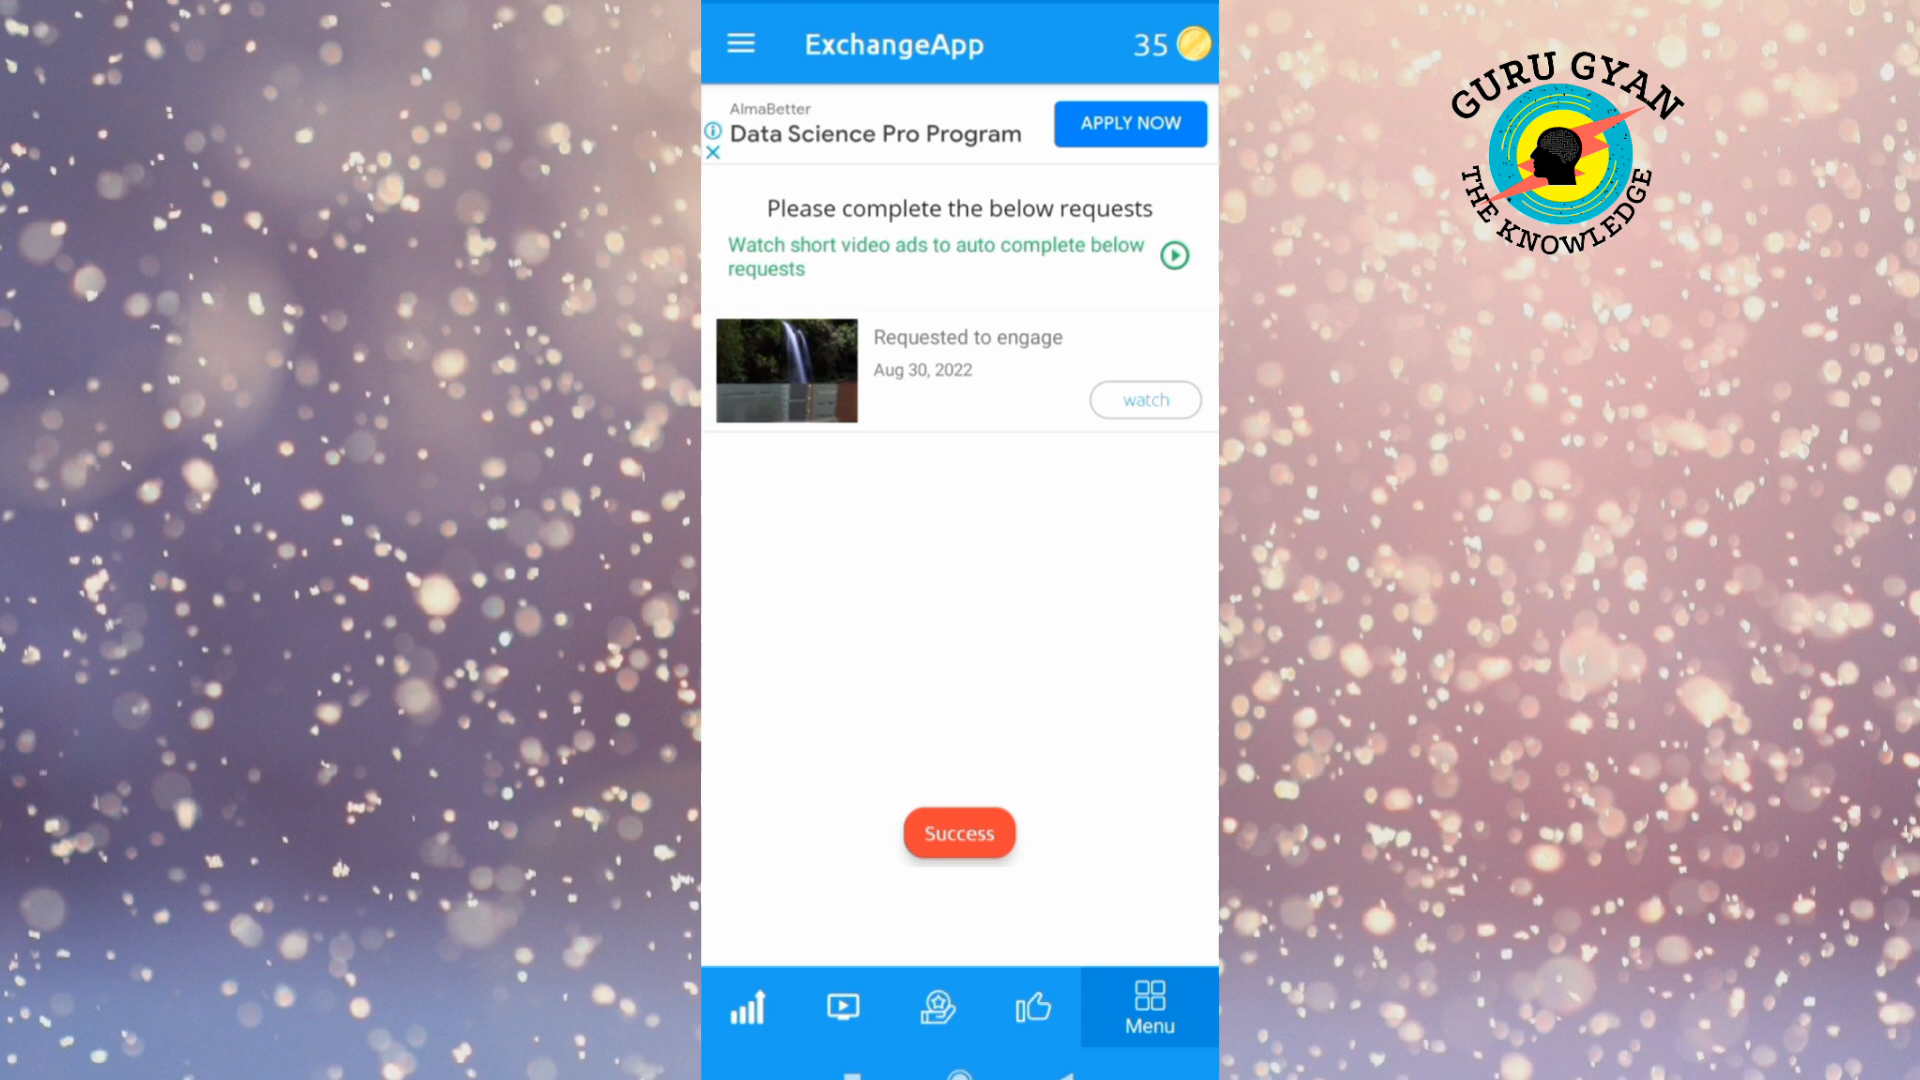 ExchangeApp
35
AlmaBetter
Data Science Pro Program
APPLY NOW
Please complete the below requests
Watch short video ads to auto complete below
requests
Requested to engage
Aug 30, 2022
watch
Success
Menu
GURU GYAN
THE KNOWLEDGE